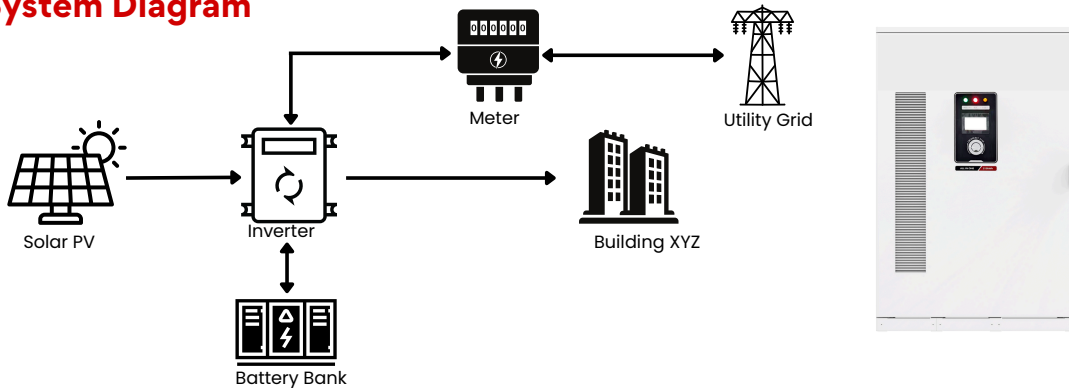 System Diagram
000000
Meter
Utility Grid
Solar PV
Inverter
Building XYZ
Battery Bank